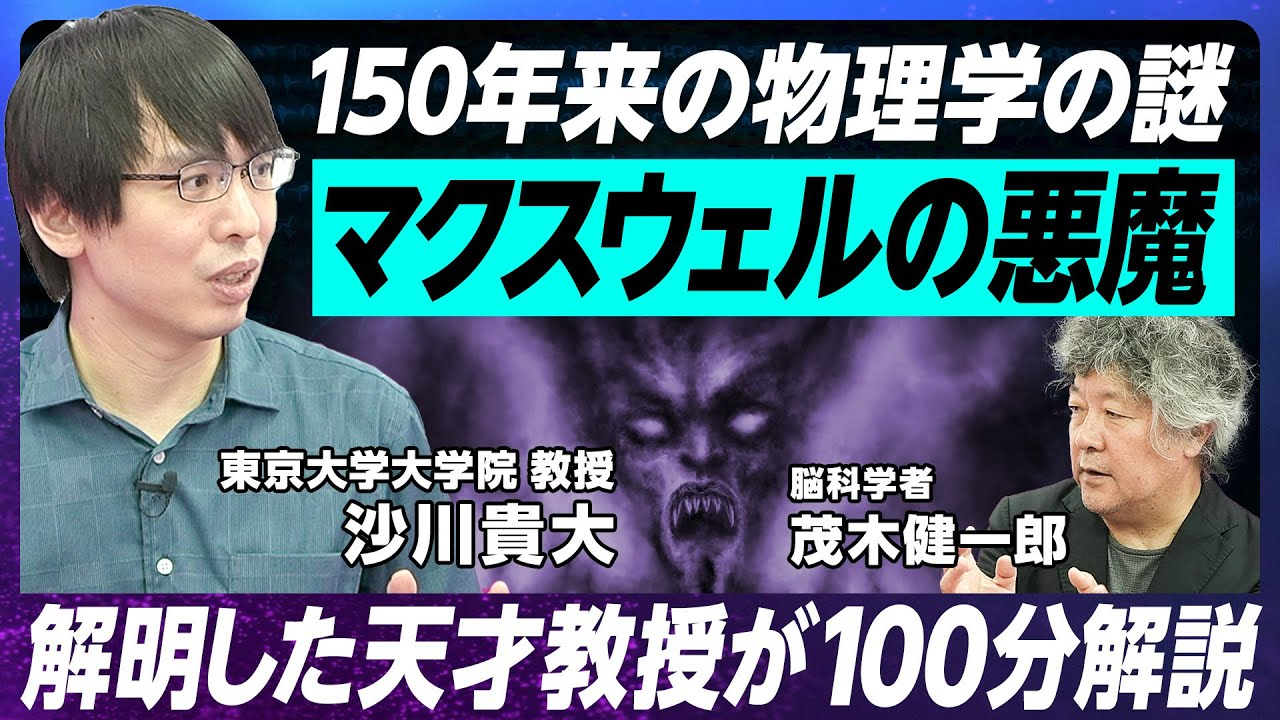 150年来の物理学の謎
マクスウェルの悪魔
東京大学大学院 教授
沙川貴大
脳科学者
茂木健一郎
解明した天才教授が100分解説